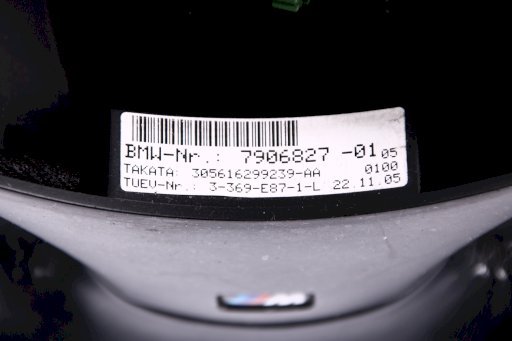 BMW-Nr.: 7906827 -01 05
TAKATA: 305616299239-AA 0100
TUEV-Nr.: 3-369-E87-1-L 22.11.05
M